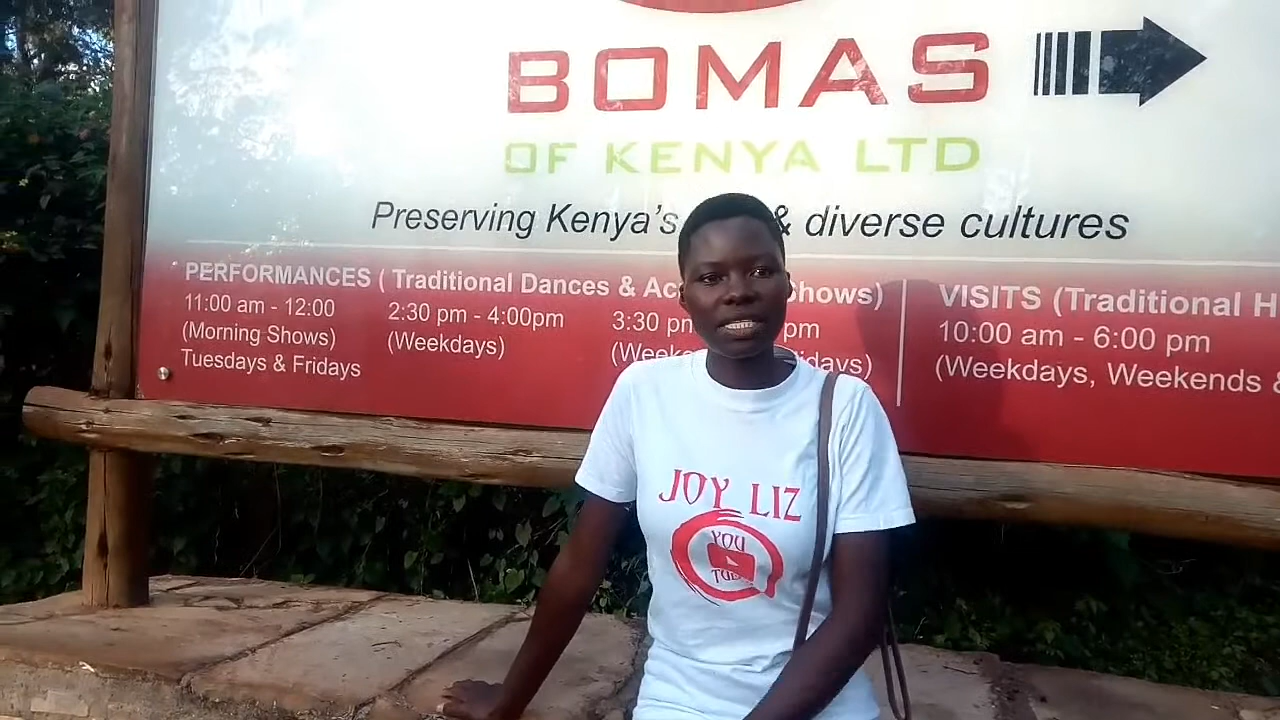 BOMAS
OF KENYA LTD
Preserving Kenya's & diverse cultures
PERFORMANCES ( Traditional Dances & Shows)
11:00 am - 12:00
(Morning Shows)
Tuesdays & Fridays
2:30 pm - 4:00pm
(Weekdays)
3:30 pm
VISITS (Traditional
10:00 am - 6:00 pm
(Weekdays, Weekends &
JOY LIZ
YOU
TUBE